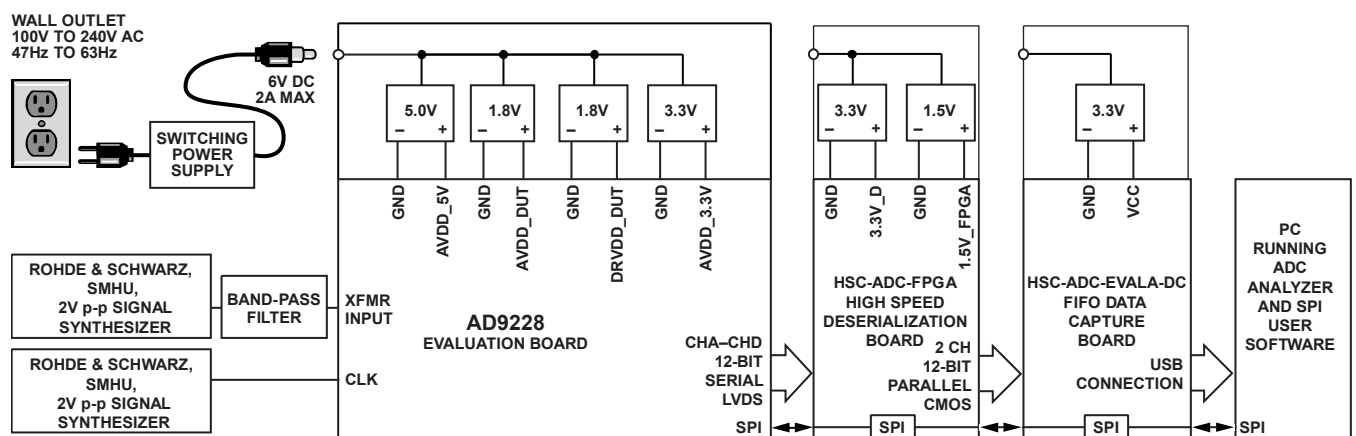 WALL OUTLET
100V TO 240V AC
47Hz TO 63Hz
6V DC
2A MAX
SWITCHING
POWER
SUPPLY
5.0V
– +
1.8V
– +
1.8V
– +
3.3V
– +
GND
AVDD_5V
GND
AVDD_DUT
GND
DRVDD_DUT
GND
AVDD_3.3V
3.3V
– +
1.5V
– +
GND
3.3V_D
GND
1.5V_FPGA
3.3V
– +
GND
VCC
ROHDE & SCHWARZ,
SMHU,
2V p-p SIGNAL
SYNTHESIZER
BAND-PASS
FILTER
XFMR
INPUT
ROHDE & SCHWARZ,
SMHU,
2V p-p SIGNAL
SYNTHESIZER
CLK
AD9228
EVALUATION BOARD
CHA–CHD
12-BIT
SERIAL
LVDS
SPI
HSC-ADC-FPGA
HIGH SPEED
DESERIALIZATION
BOARD
2 CH
12-BIT
PARALLEL
CMOS
SPI
HSC-ADC-EVALA-DC
FIFO DATA
CAPTURE
BOARD
USB
CONNECTION
SPI
PC
RUNNING
ADC
ANALYZER
AND SPI
USER
SOFTWARE
SPI